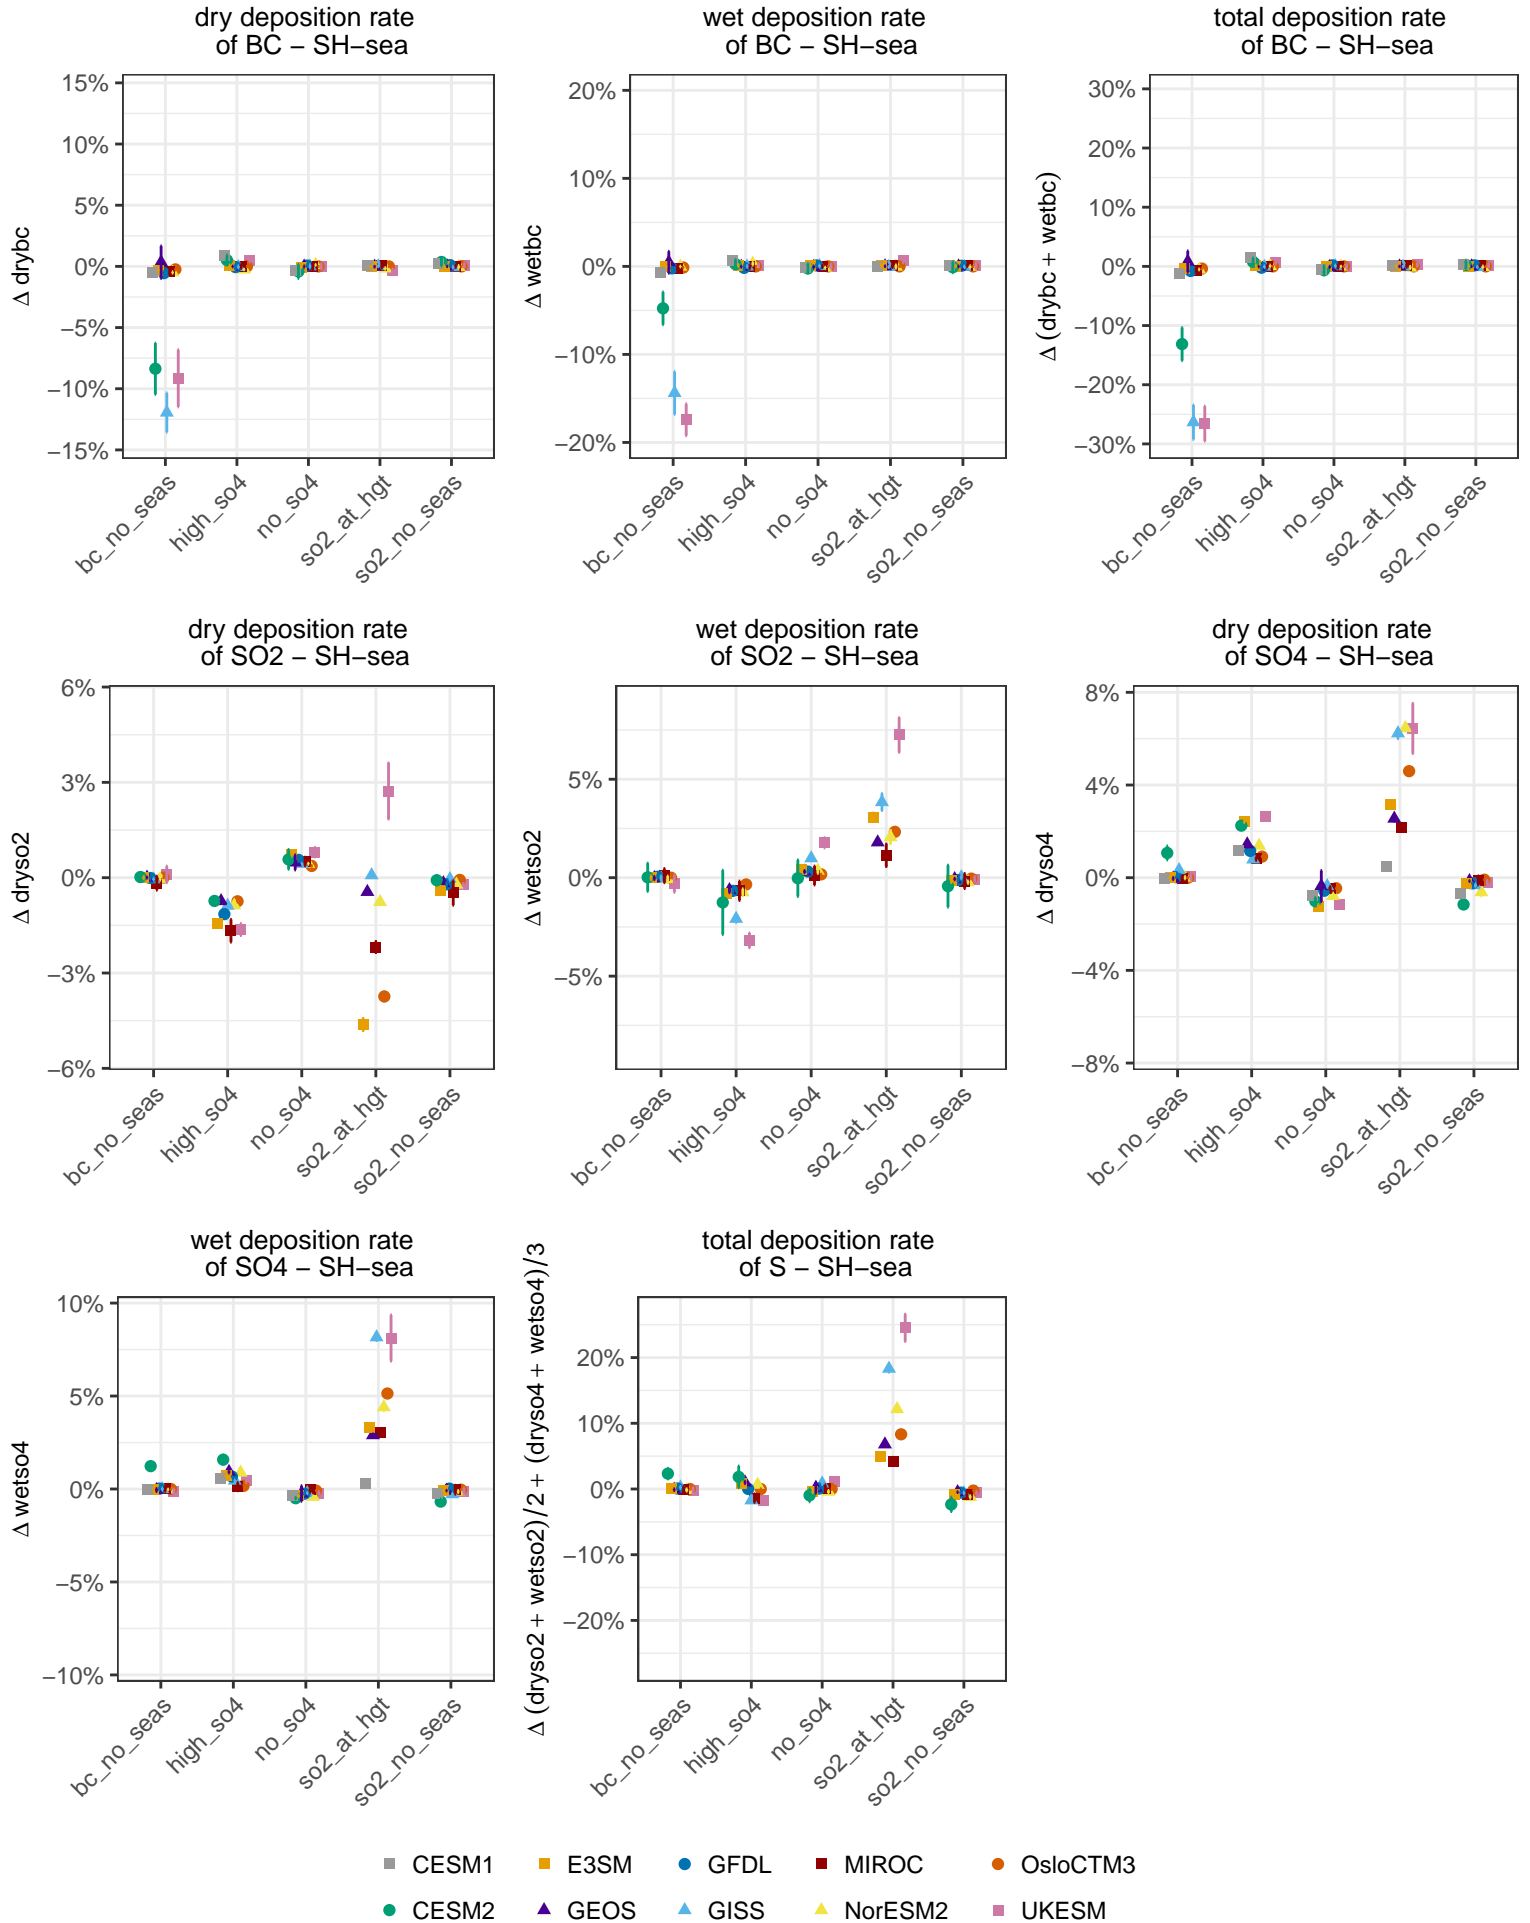 dry deposition rate
of BC − SH−sea
wet deposition rate
of BC − SH−sea
total deposition rate
of BC − SH−sea
Δ drybc
15%
10%
5%
0%
−5%
−10%
−15%
bc_no_seas
high_so4
no_so4
so2_at_hgt
so2_no_seas
Δ wetbc
20%
10%
0%
−10%
−20%
bc_no_seas
high_so4
no_so4
so2_at_hgt
so2_no_seas
Δ (drybc + wetbc)
30%
20%
10%
0%
−10%
−20%
−30%
bc_no_seas
high_so4
no_so4
so2_at_hgt
so2_no_seas
dry deposition rate
of SO2 − SH−sea
wet deposition rate
of SO2 − SH−sea
dry deposition rate
of SO4 − SH−sea
Δ dryso2
6%
3%
0%
−3%
−6%
bc_no_seas
high_so4
no_so4
so2_at_hgt
so2_no_seas
Δ wetso2
5%
0%
−5%
bc_no_seas
high_so4
no_so4
so2_at_hgt
so2_no_seas
Δ dryso4
8%
4%
0%
−4%
−8%
bc_no_seas
high_so4
no_so4
so2_at_hgt
so2_no_seas
wet deposition rate
of SO4 − SH−sea
total deposition rate
of S − SH−sea
Δ wetso4
10%
5%
0%
−5%
−10%
bc_no_seas
high_so4
no_so4
so2_at_hgt
so2_no_seas
Δ (dryso2 + wetso2)/2 + (dryso4 + wetso4)/3
20%
10%
0%
−10%
−20%
bc_no_seas
high_so4
no_so4
so2_at_hgt
so2_no_seas
CESM1 E3SM GFDL MIROC OsloCTM3
CESM2 GEOS GISS NorESM2 UKESM